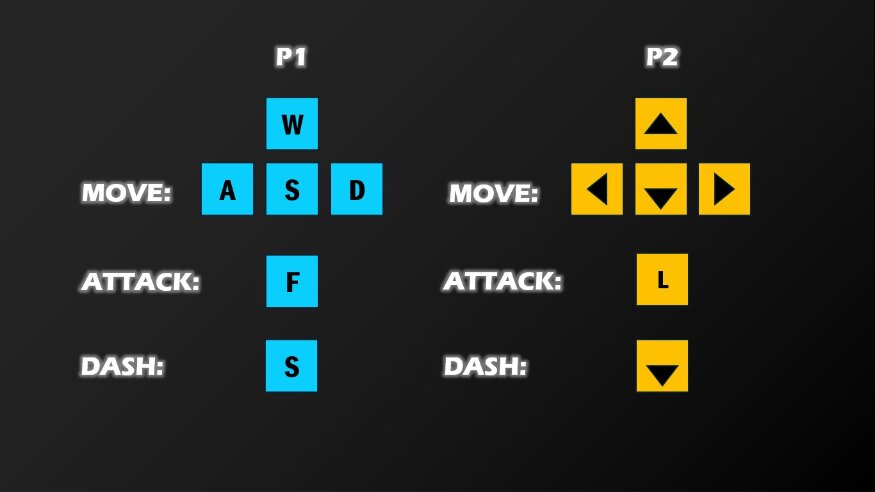 P1
W
MOVE: A S D
ATTACK: F
DASH: S
P2
MOVE:
ATTACK: L
DASH: